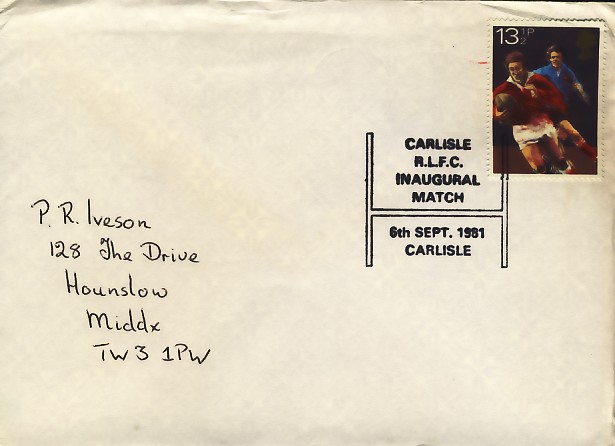 13½P
CARLISLE
R.L.F.C.
INAUGURAL
MATCH
6th SEPT. 1981
CARLISLE
P. R. Iveson
128 The Drive
Hounslow
Middx
TW3 1PW